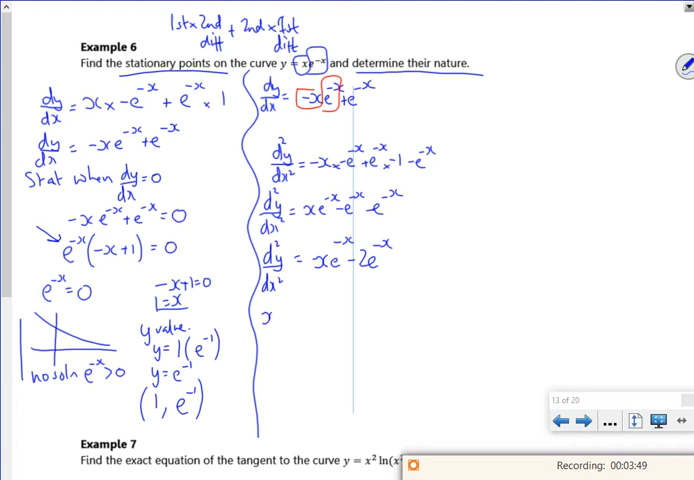 1st x 2nd diff + 2nd x 1st diff
Example 6
Find the stationary points on the curve y = xe^{-x} and determine their nature.
dy/dx = x x -e^{-x} + e^{-x} x 1
dy/dx = -xe^{-x} + e^{-x}
Stat when dy/dx = 0
-xe^{-x} + e^{-x} = 0
e^{-x}(-x+1) = 0
e^{-x} = 0
-x+1=0
1=x
no soln e^{-x} > 0
y value.
y = 1(e^{-1})
y = e^{-1}
(1, e^{-1})
dy/dx = -xe^{-x} + e^{-x}
d²y/dx² = -x x -e^{-x} + e^{-x} x -1 - e^{-x}
d²y/dx² = xe^{-x} - e^{-x} - e^{-x}
d²y/dx² = xe^{-x} - 2e^{-x}
x
13 of 20
Example 7
Find the exact equation of the tangent to the curve y = x² ln(x
Recording: 00:03:49